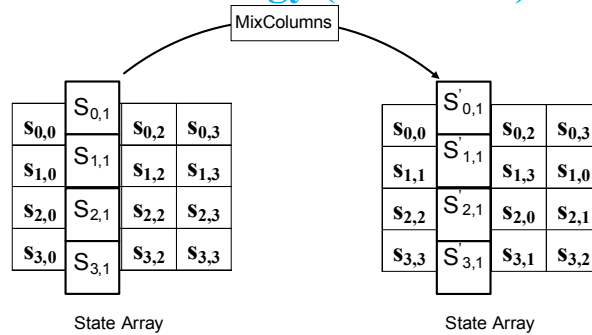 MixColumns
S0,1 S'0,1
s0,0 s0,2 s0,3 s0,0 s0,2 s0,3
S1,1 S'1,1
s1,0 s1,2 s1,3 s1,1 s1,3 s1,0
S2,1 S'2,1
s2,0 s2,2 s2,3 s2,2 s2,0 s2,1
s3,0 s3,2 s3,3 s3,3 s3,1 s3,2
S3,1 S'3,1
State Array State Array